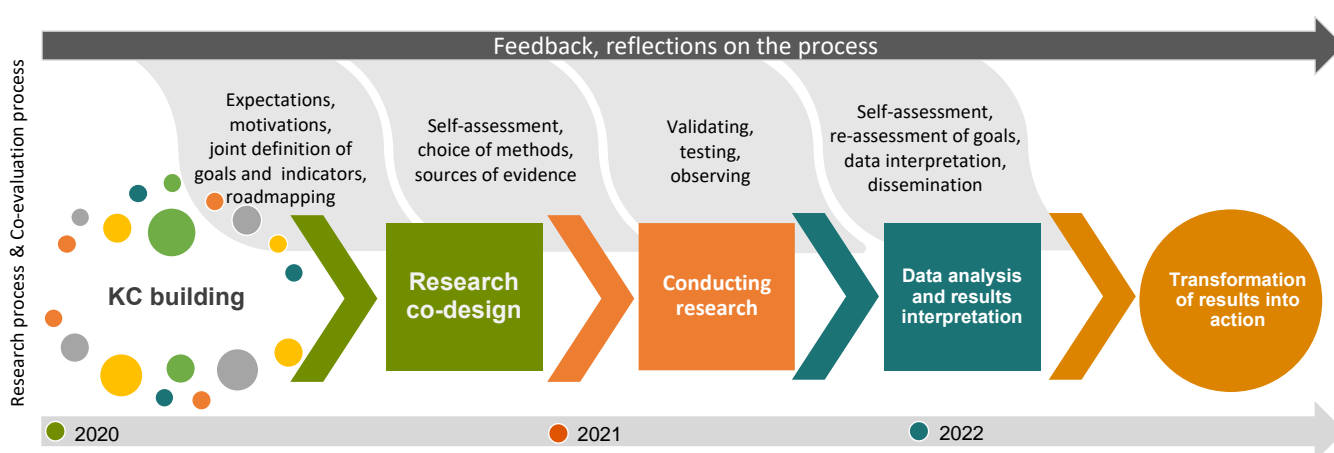 Feedback, reflections on the process
Research process & Co-evaluation process
Expectations,
motivations,
joint definition of
goals and indicators,
roadmapping
Self-assessment,
choice of methods,
sources of evidence
Validating,
testing,
observing
Self-assessment,
re-assessment of goals,
data interpretation,
dissemination
KC building
Research
co-design
Conducting
research
Data analysis
and results
interpretation
Transformation
of results into
action
2020
2021
2022